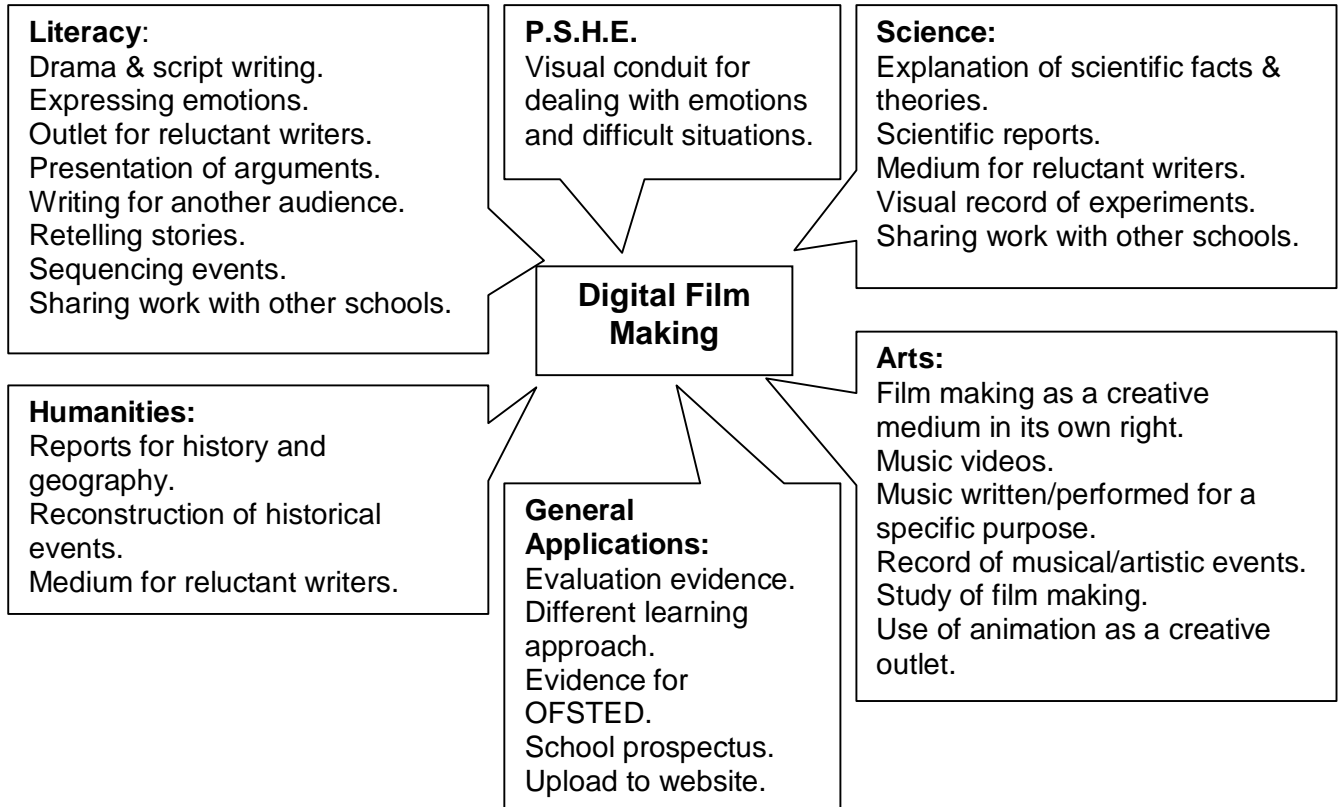 Literacy:
Drama & script writing.
Expressing emotions.
Outlet for reluctant writers.
Presentation of arguments.
Writing for another audience.
Retelling stories.
Sequencing events.
Sharing work with other schools.
P.S.H.E.
Visual conduit for
dealing with emotions
and difficult situations.
Science:
Explanation of scientific facts &
theories.
Scientific reports.
Medium for reluctant writers.
Visual record of experiments.
Sharing work with other schools.
Digital Film
Making
Humanities:
Reports for history and
geography.
Reconstruction of historical
events.
Medium for reluctant writers.
General
Applications:
Evaluation evidence.
Different learning
approach.
Evidence for
OFSTED.
School prospectus.
Upload to website.
Arts:
Film making as a creative
medium in its own right.
Music videos.
Music written/performed for a
specific purpose.
Record of musical/artistic events.
Study of film making.
Use of animation as a creative
outlet.